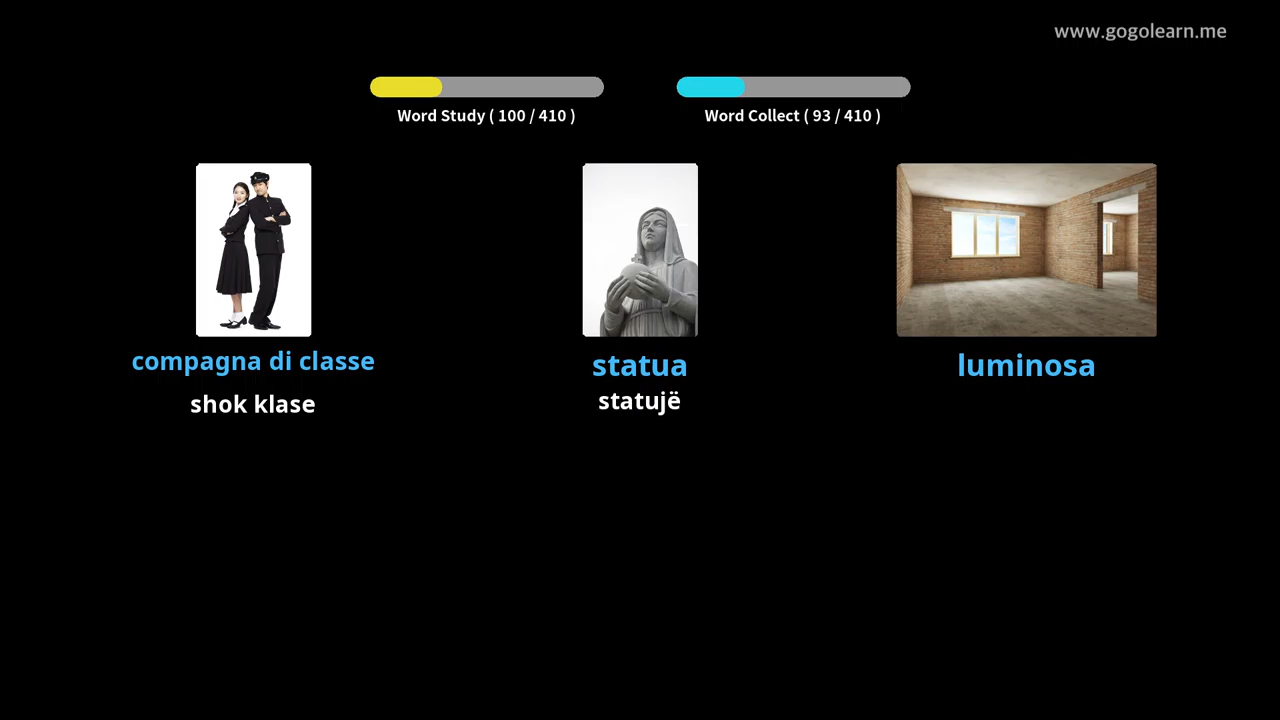 www.gogolearn.me
Word Study ( 100 / 410 )
Word Collect ( 93 / 410 )
compagna di classe
statua
luminosa
shok klase
statujë